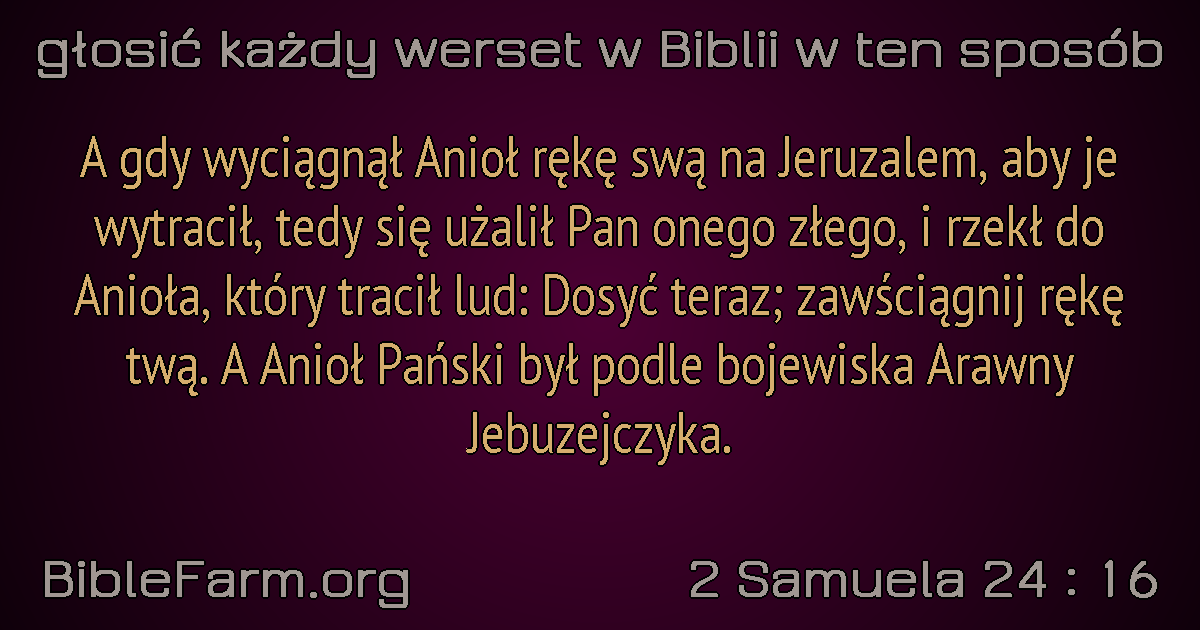 głosić każdy werset w Biblii w ten sposób
A gdy wyciągnął Anioł rękę swą na Jeruzalem, aby je
wytracił, tedy się użalił Pan onego złego, i rzekł do
Anioła, który tracił lud: Dosyć teraz; zawściągnij rękę
twą. A Anioł Pański był podle bojewiska Arawny
Jebuzejczyka.
BibleFarm.org
2 Samuela 24 : 16